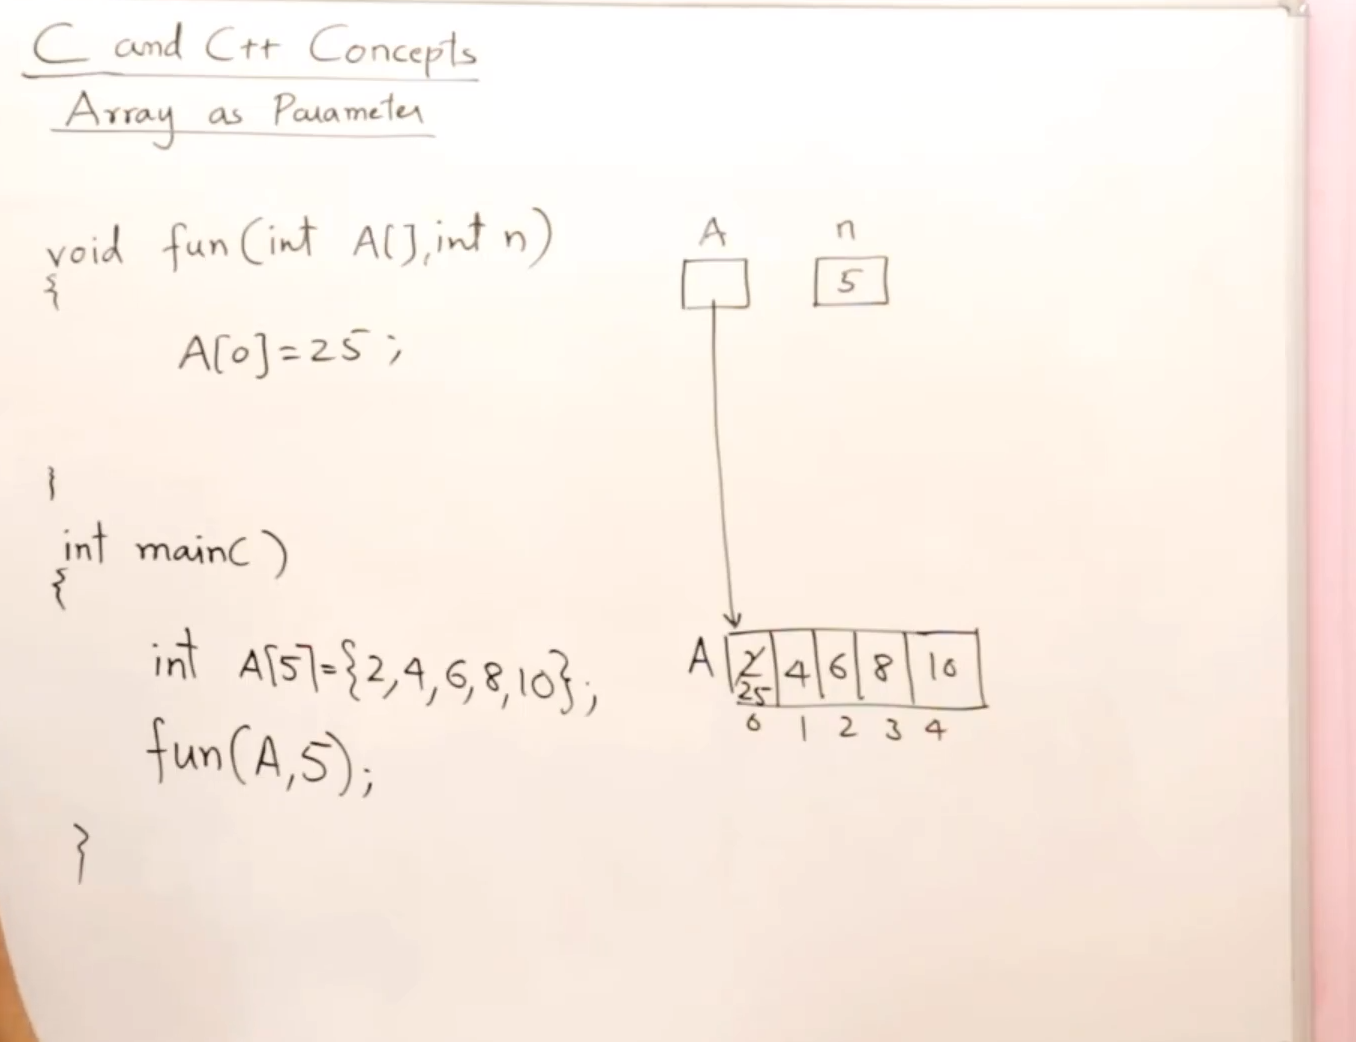 C and C++ Concepts
Array as Parameter
void fun(int A[], int n)
{
A[0]=25;
}
int main()
{
int A[5]={2,4,6,8,10};
fun(A,5);
}
A n
5
A 2 4 6 8 10
25
0 1 2 3 4